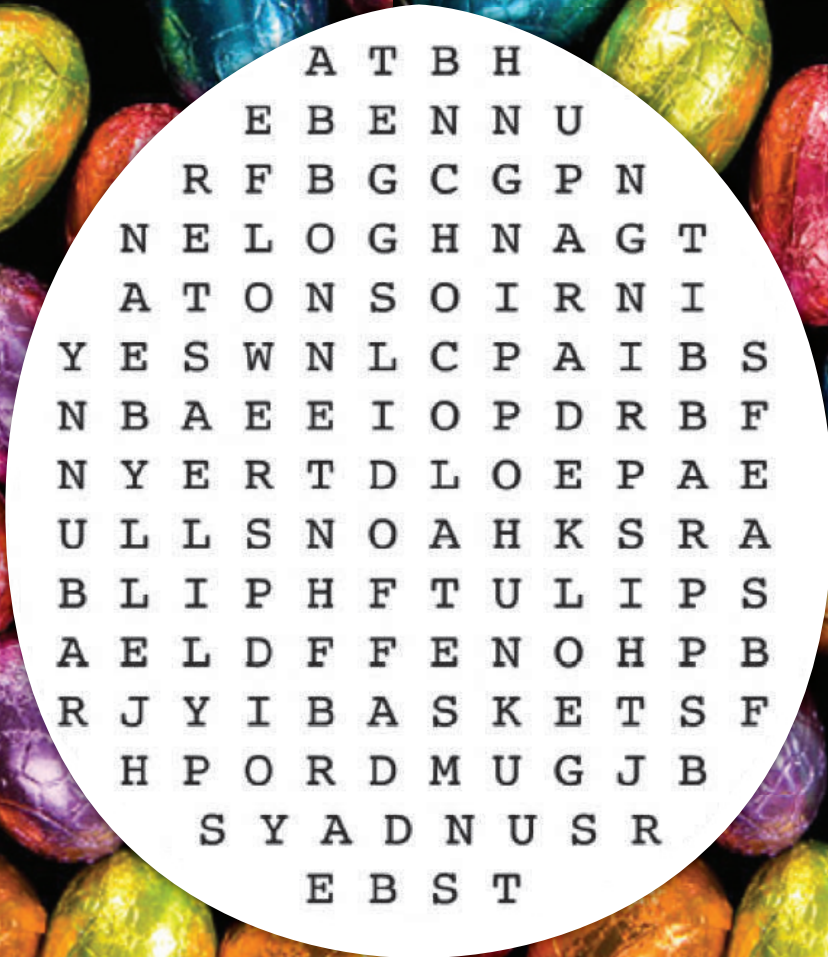 A T B H
E B E N N U
R F B G C G P N
N E L O G H N A G T
A T O N S O I R N I
Y E S W N L C P A I B S
N B A E E I O P D R B F
N Y E R T D L O E P A E
U L L S N O A H K S R A
B L I P H F T U L I P S
A E L D F F E N O H P B
R J Y I B A S K E T S F
H P O R D M U G J B
S Y A D N U S R
E B S T